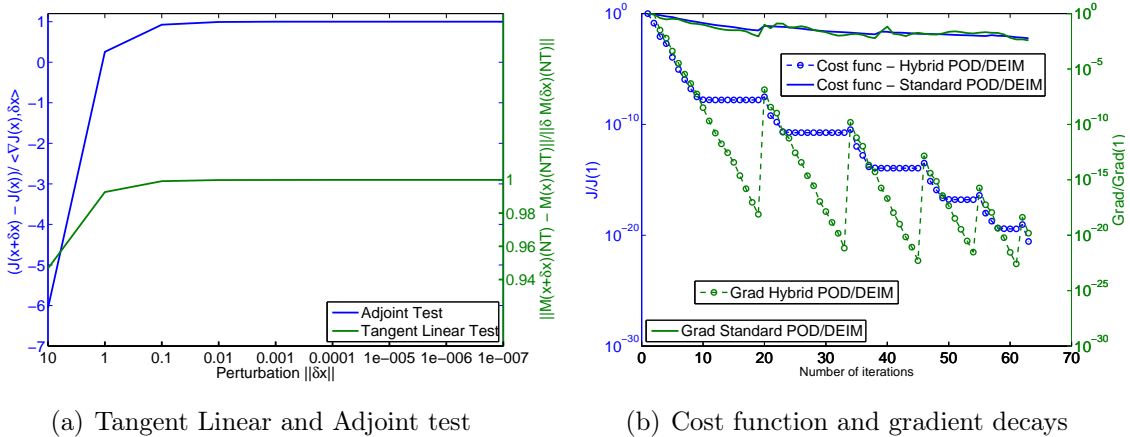 (J(x+δx) − J(x))/ <∇J(x),δx>
1
0
−1
−2
−3
−4
−5
−6
−7
10 1 0.1 0.01 0.001 0.0001 1e−005 1e−006 1e−007
Perturbation ||δx||
1
0.98
0.96
0.94
||M(x+δx)(NT) − M(x)(NT)||/||δ M(δx)(NT)||
Adjoint Test
Tangent Linear Test
(a) Tangent Linear and Adjoint test
J/J(1)
10^0
10^−10
10^−20
10^−30
0 10 20 30 40 50 60 70
Number of iterations
10^0
10^−5
10^−10
10^−15
10^−20
10^−25
10^−30
Grad/Grad(1)
Cost func − Hybrid POD/DEIM
Cost func − Standard POD/DEIM
Grad Hybrid POD/DEIM
Grad Standard POD/DEIM
(b) Cost function and gradient decays